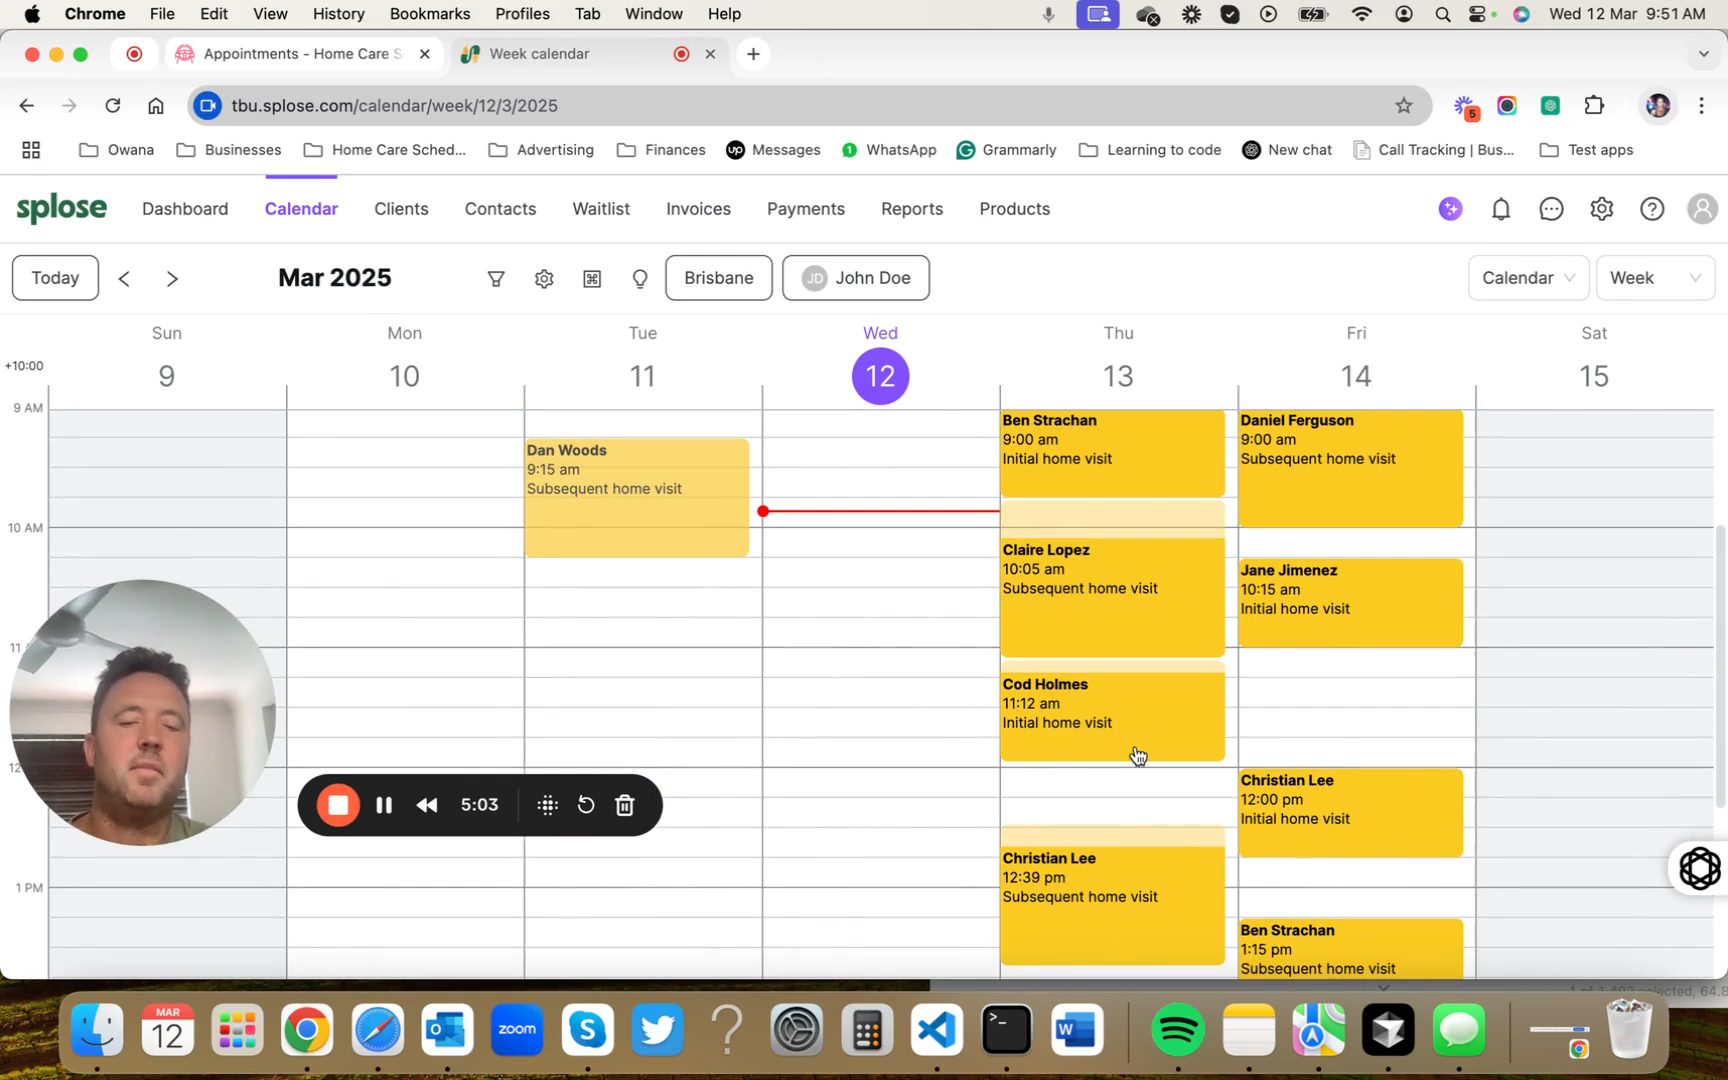 Chrome File Edit View History Bookmarks Profiles Tab Window Help Wed 12 Mar 9:51 AM
Appointments - Home Care S
Week calendar
tbu.splose.com/calendar/week/12/3/2025
5
Owana Businesses Home Care Sched... Advertising Finances Messages WhatsApp Grammarly Learning to code New chat Call Tracking | Bus... Test apps
splose Dashboard Calendar Clients Contacts Waitlist Invoices Payments Reports Products
Today Mar 2025 Brisbane JD John Doe Calendar Week
Sun Mon Tue Wed Thu Fri Sat
+10:00 9 10 11 12 13 14 15
9 AM
10 AM
11
12
1 PM
Dan Woods
9:15 am
Subsequent home visit
Ben Strachan
9:00 am
Initial home visit
Claire Lopez
10:05 am
Subsequent home visit
Cod Holmes
11:12 am
Initial home visit
Christian Lee
12:39 pm
Subsequent home visit
Daniel Ferguson
9:00 am
Subsequent home visit
Jane Jimenez
10:15 am
Initial home visit
Christian Lee
12:00 pm
Initial home visit
Ben Strachan
1:15 pm
Subsequent home visit
5:03
MAR
12
zoom